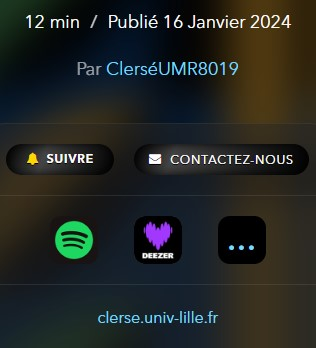 12 min / Publié 16 Janvier 2024
Par ClerséUMR8019
SUIVRE
CONTACTEZ-NOUS
DEEZER
...
clerse.univ-lille.fr